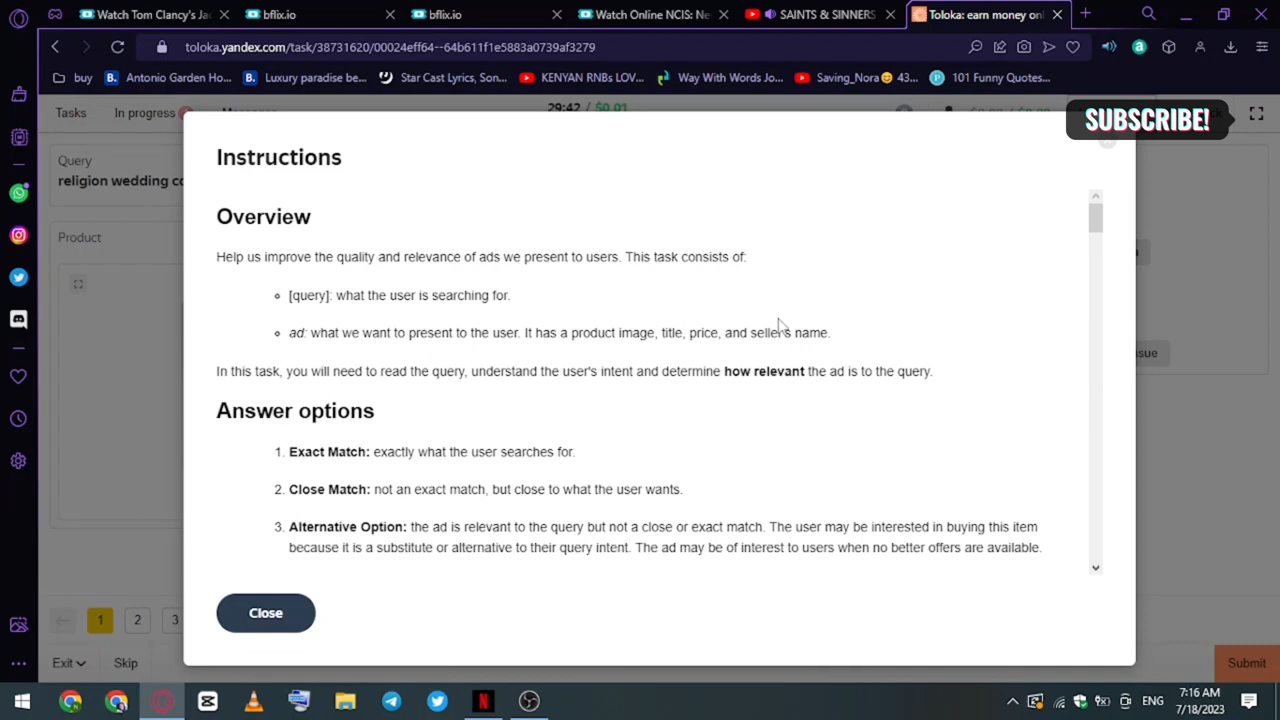 Watch Tom Clancy's Ja
bflix.io
bflix.io
Watch Online NCIS: Ne
SAINTS & SINNERS
Toloka: earn money onl
toloka.yandex.com/task/38731620/00024eff64--64b611f1e5883a0739af3279
buy
Antonio Garden Ho...
Luxury paradise be...
Star Cast Lyrics, Son...
KENYAN RNBs LOV...
Way With Words Jo...
Saving_Nora😊 43...
101 Funny Quotes...
Tasks
In progress
29:42 / $0.01
SUBSCRIBE!
Query
religion wedding co
Product
Instructions
Overview
Help us improve the quality and relevance of ads we present to users. This task consists of:
[query]: what the user is searching for.
ad: what we want to present to the user. It has a product image, title, price, and seller's name.
In this task, you will need to read the query, understand the user's intent and determine how relevant the ad is to the query.
Answer options
1. Exact Match: exactly what the user searches for.
2. Close Match: not an exact match, but close to what the user wants.
3. Alternative Option: the ad is relevant to the query but not a close or exact match. The user may be interested in buying this item
because it is a substitute or alternative to their query intent. The ad may be of interest to users when no better offers are available.
Close
ssue
1
2
3
Exit
Skip
Submit
ENG
7:16 AM
7/18/2023